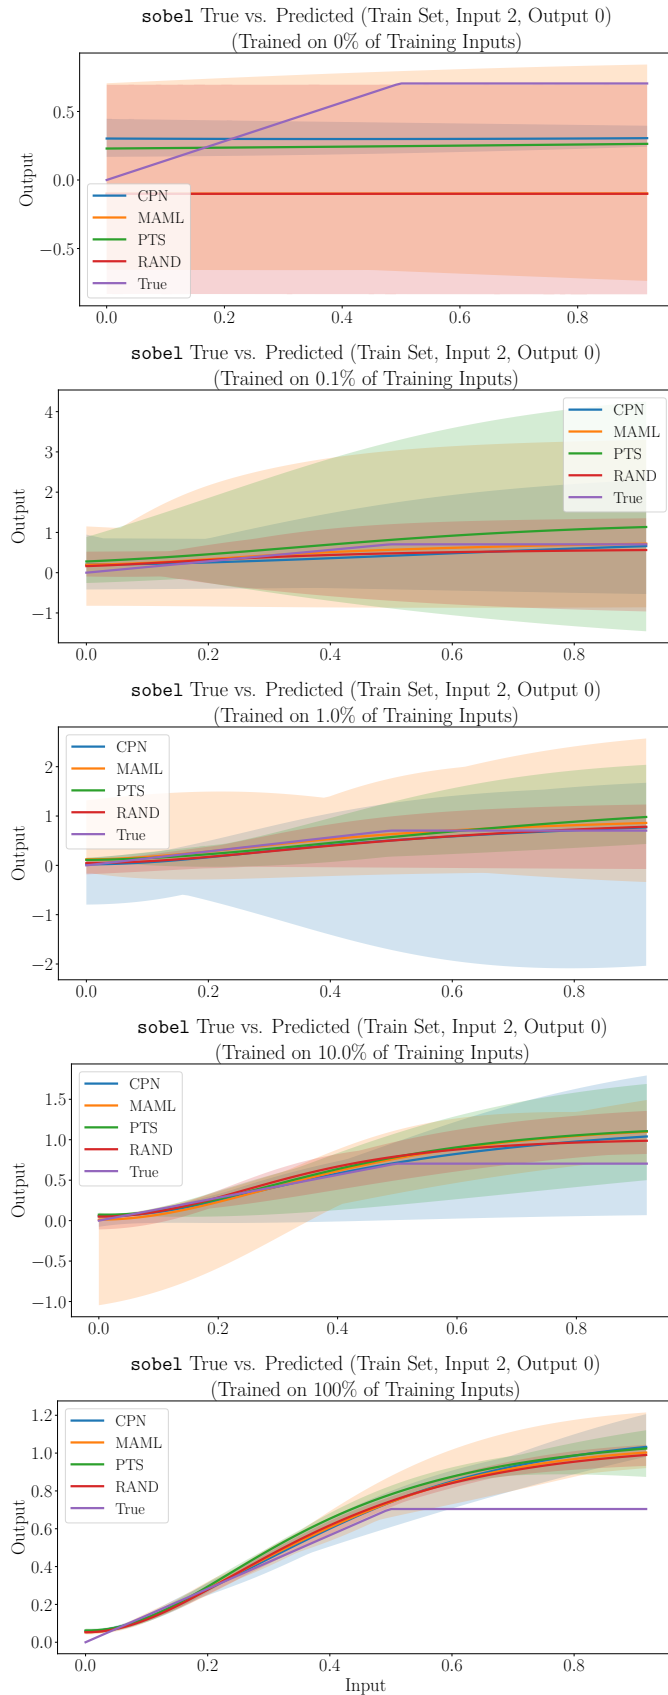 sobel True vs. Predicted (Train Set, Input 2, Output 0)
(Trained on 0% of Training Inputs)
Output
0.5
0.0
−0.5
CPN
MAML
PTS
RAND
True
0.0
0.2
0.4
0.6
0.8
sobel True vs. Predicted (Train Set, Input 2, Output 0)
(Trained on 0.1% of Training Inputs)
Output
4
3
2
1
0
−1
CPN
MAML
PTS
RAND
True
0.0
0.2
0.4
0.6
0.8
sobel True vs. Predicted (Train Set, Input 2, Output 0)
(Trained on 1.0% of Training Inputs)
Output
2
1
0
−1
−2
CPN
MAML
PTS
RAND
True
0.0
0.2
0.4
0.6
0.8
sobel True vs. Predicted (Train Set, Input 2, Output 0)
(Trained on 10.0% of Training Inputs)
Output
1.5
1.0
0.5
0.0
−0.5
−1.0
CPN
MAML
PTS
RAND
True
0.0
0.2
0.4
0.6
0.8
sobel True vs. Predicted (Train Set, Input 2, Output 0)
(Trained on 100% of Training Inputs)
Output
1.2
1.0
0.8
0.6
0.4
0.2
0.0
CPN
MAML
PTS
RAND
True
0.0
0.2
0.4
0.6
0.8
Input